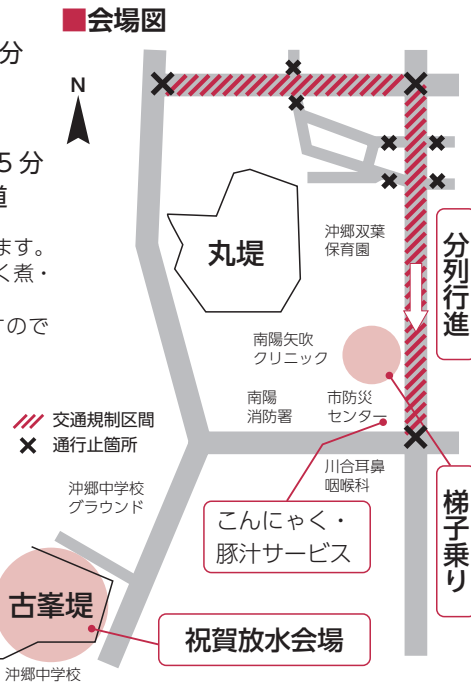 ■会場図
分
N
5分
道
ます。
く煮・
すので
丸堤
沖郷双葉
保育園
分列行進
南陽矢吹
クリニック
南陽
消防署
市防災
センター
交通規制区間
通行止箇所
川合耳鼻
咽喉科
沖郷中学校
グラウンド
こんにゃく・
豚汁サービス
梯子乗り
古峯堤
祝賀放水会場
沖郷中学校